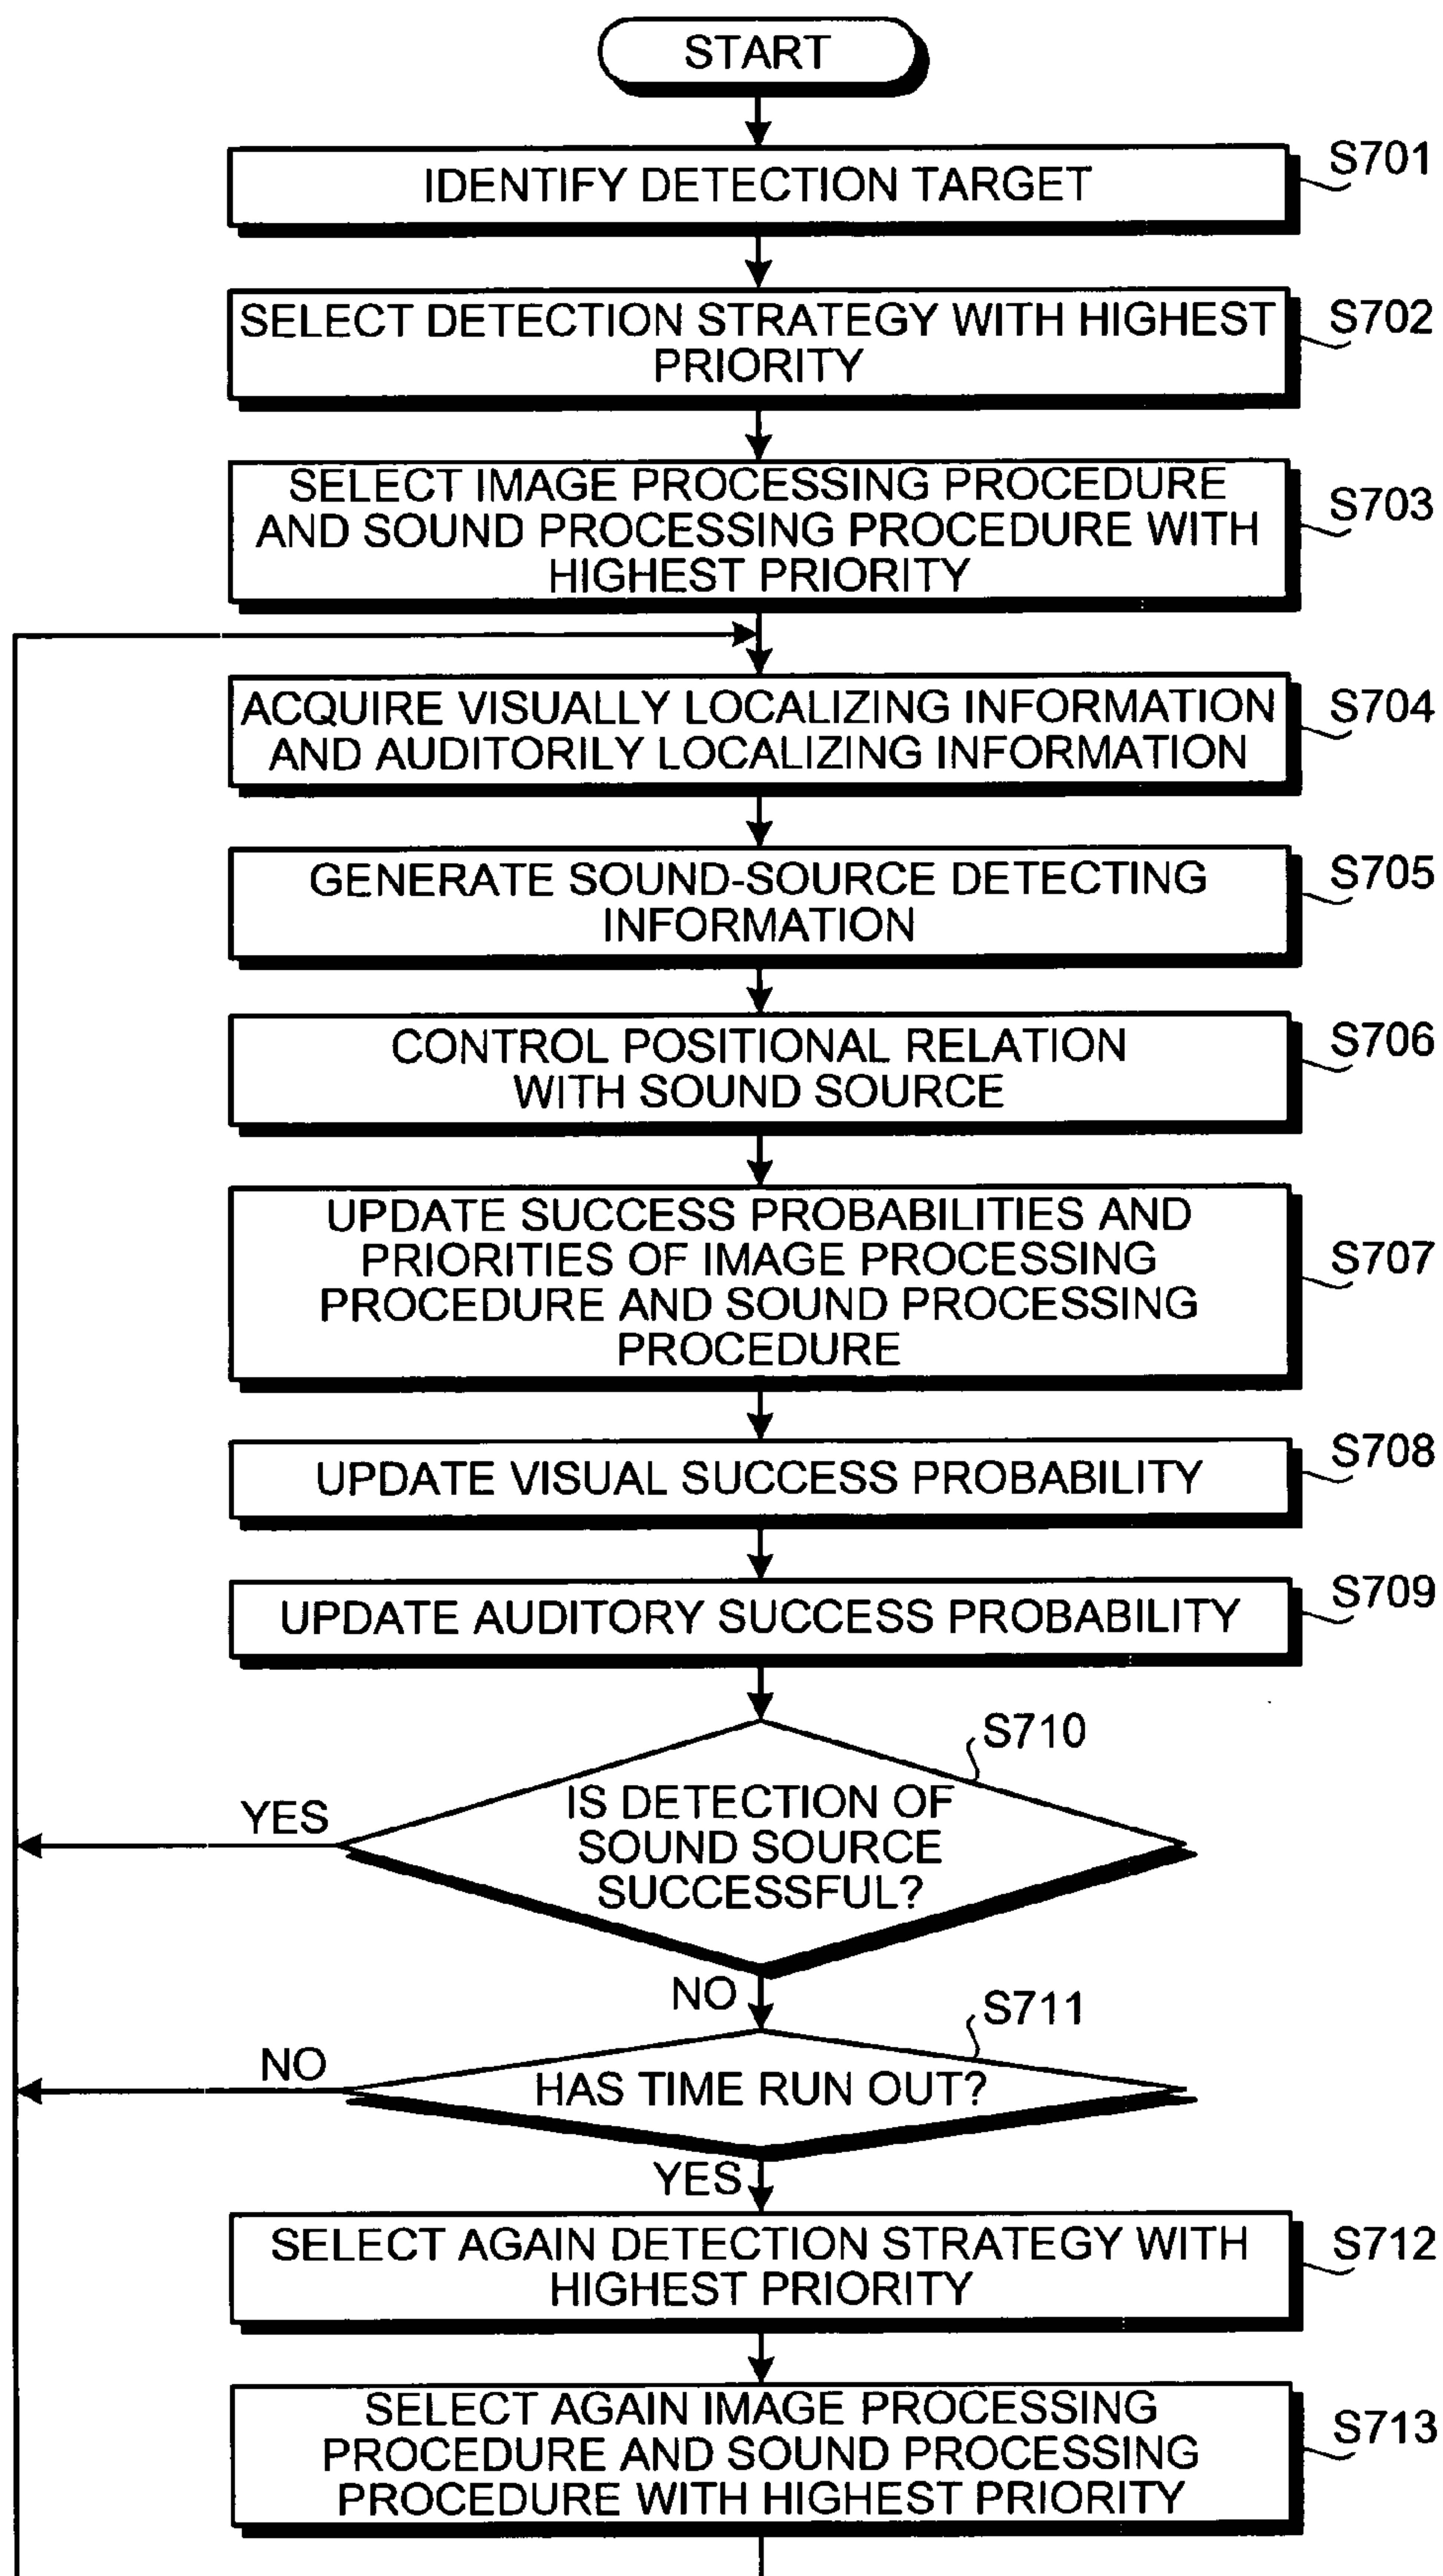 START
IDENTIFY DETECTION TARGET
S701
SELECT DETECTION STRATEGY WITH HIGHEST
PRIORITY
S702
SELECT IMAGE PROCESSING PROCEDURE
AND SOUND PROCESSING PROCEDURE WITH
HIGHEST PRIORITY
S703
ACQUIRE VISUALLY LOCALIZING INFORMATION
AND AUDITORILY LOCALIZING INFORMATION
S704
GENERATE SOUND-SOURCE DETECTING
INFORMATION
S705
CONTROL POSITIONAL RELATION
WITH SOUND SOURCE
S706
UPDATE SUCCESS PROBABILITIES AND
PRIORITIES OF IMAGE PROCESSING
PROCEDURE AND SOUND PROCESSING
PROCEDURE
S707
UPDATE VISUAL SUCCESS PROBABILITY
S708
UPDATE AUDITORY SUCCESS PROBABILITY
S709
S710
IS DETECTION OF
SOUND SOURCE
SUCCESSFUL?
YES
NO
S711
HAS TIME RUN OUT?
NO
YES
SELECT AGAIN DETECTION STRATEGY WITH
HIGHEST PRIORITY
S712
SELECT AGAIN IMAGE PROCESSING
PROCEDURE AND SOUND PROCESSING
PROCEDURE WITH HIGHEST PRIORITY
S713